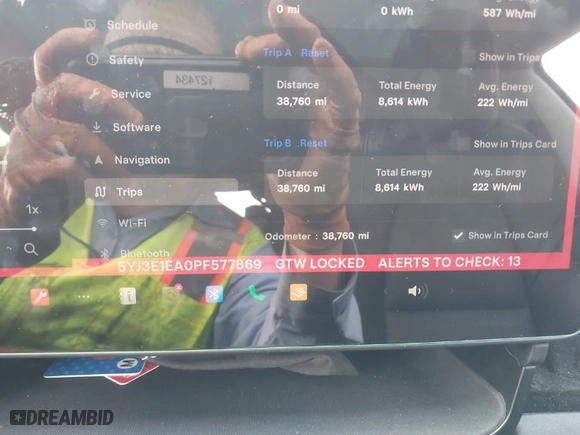 0 mi
0 kWh
587 Wh/mi
Schedule
Trip A Reset
Show in Trips
Safety
Distance
Total Energy
Avg. Energy
38,760 mi
8,614 kWh
222 Wh/mi
Service
127434
Software
Trip B Reset
Show in Trips Card
Navigation
Distance
Total Energy
Avg. Energy
38,760 mi
8,614 kWh
222 Wh/mi
Trips
1x
Wi-Fi
Odometer : 38,760 mi
Show in Trips Card
Bluetooth
5YJ3E1EA0PF577869 GTW LOCKED ALERTS TO CHECK: 13
DREAMBID